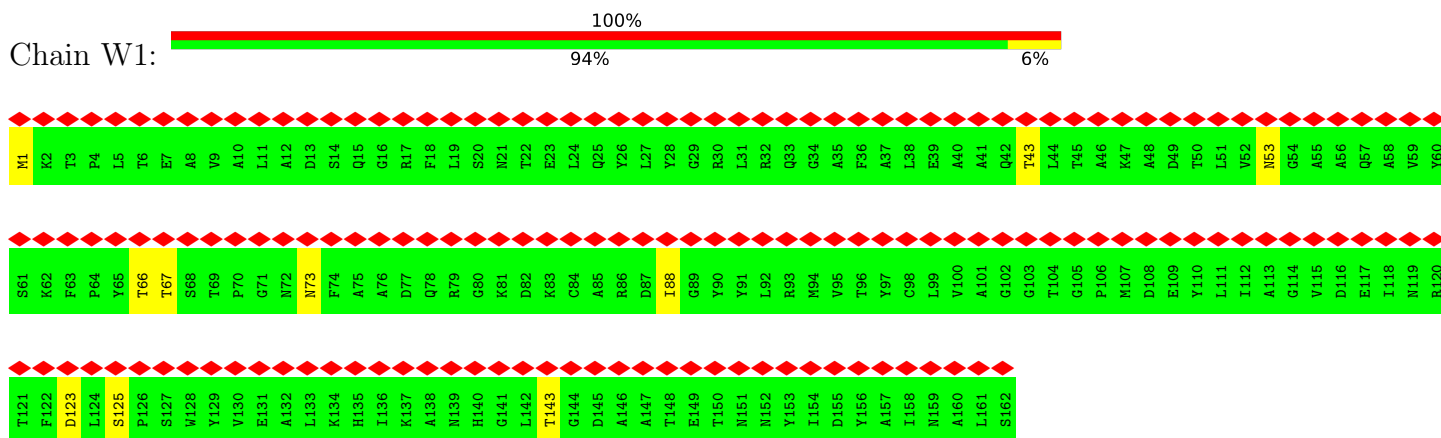 100%
Chain W1:
94% 6%
M1 K2 T3 P4 L5 T6 E7 A8 V9 A10 L11 A12 D13 S14 Q15 G16 R17 F18 L19 S20 N21 T22 E23 L24 Q25 Y26 L27 Y28 G29 R30 L31 R32 Q33 G34 A35 F36 A37 L38 E39 A40 A41 Q42 T43 L44 T45 A46 K47 A48 D49 T50 L51 V52 N53 G54 A55 A56 Q57 A58 V59 Y60
S61 K62 F63 P64 Y65 T66 T67 S68 T69 P70 G71 N72 N73 F74 A75 A76 D77 Q78 R79 G80 K81 D82 K83 C84 A85 R86 D87 I88 G89 Y90 Y91 L92 R93 M94 V95 T96 Y97 C98 L99 V100 A101 G102 G103 T104 G105 P106 M107 D108 E109 Y110 L111 I112 A113 G114 V115 D116 E117 I118 N119 R120
T121 F122 D123 L124 S125 P126 S127 W128 Y129 V130 E131 A132 L133 K134 H135 I136 K137 A138 N139 H140 G141 L142 T143 G144 D145 A146 A147 T148 E149 T150 N151 N152 Y153 I154 D155 Y156 A157 I158 N159 A160 L161 S162